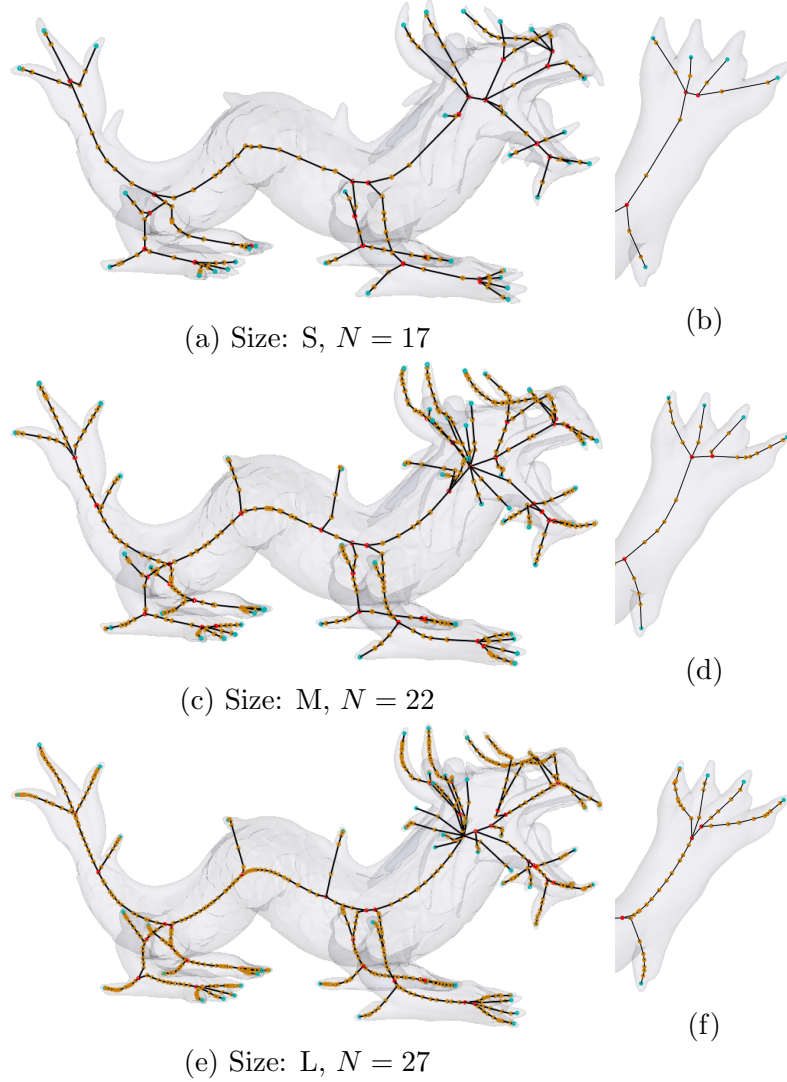 (a) Size: S, N = 17
(b)
(c) Size: M, N = 22
(d)
(e) Size: L, N = 27
(f)